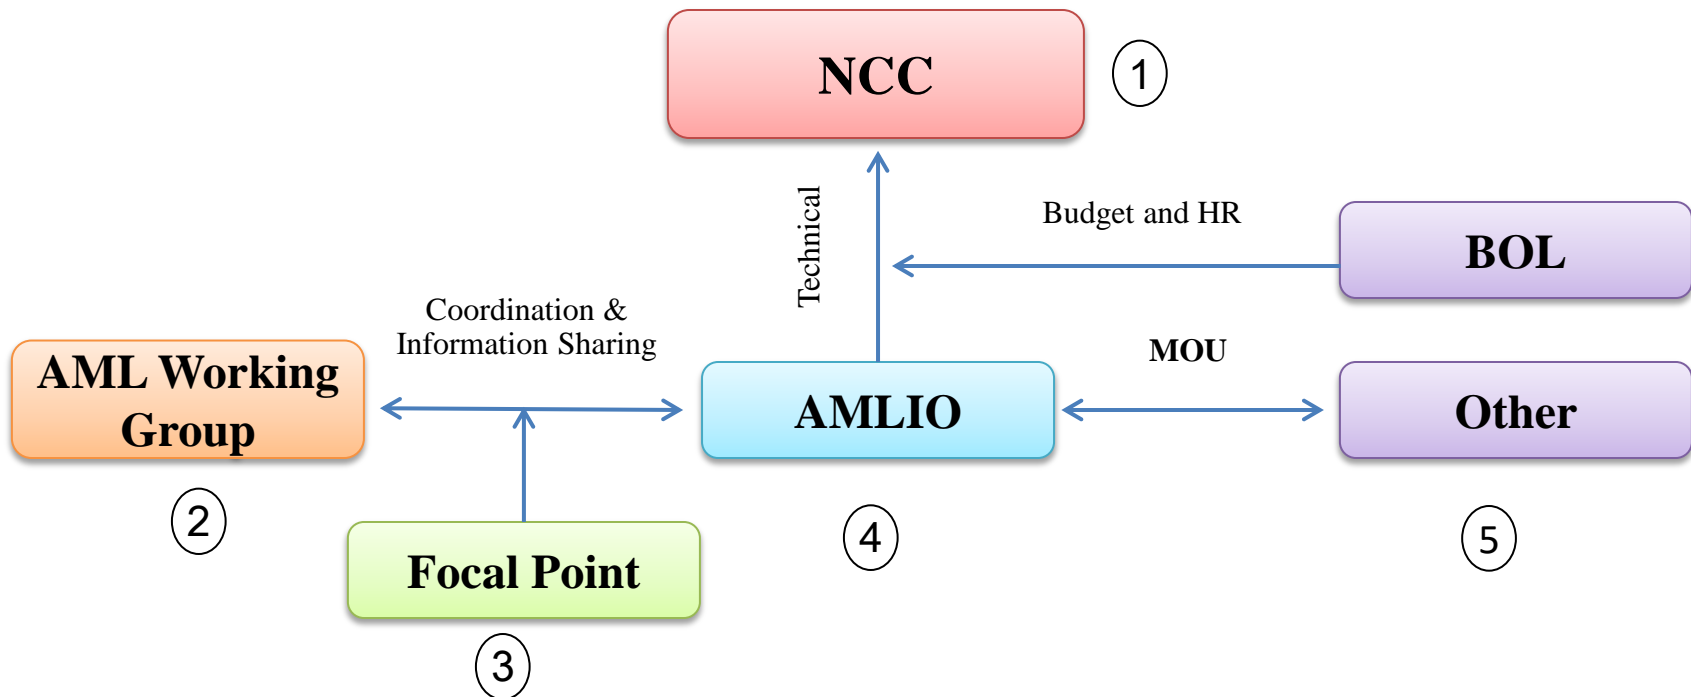 NCC
1
Technical
Budget and HR
BOL
Coordination &
Information Sharing
MOU
AML Working
Group
AMLIO
Other
2
4
5
Focal Point
3